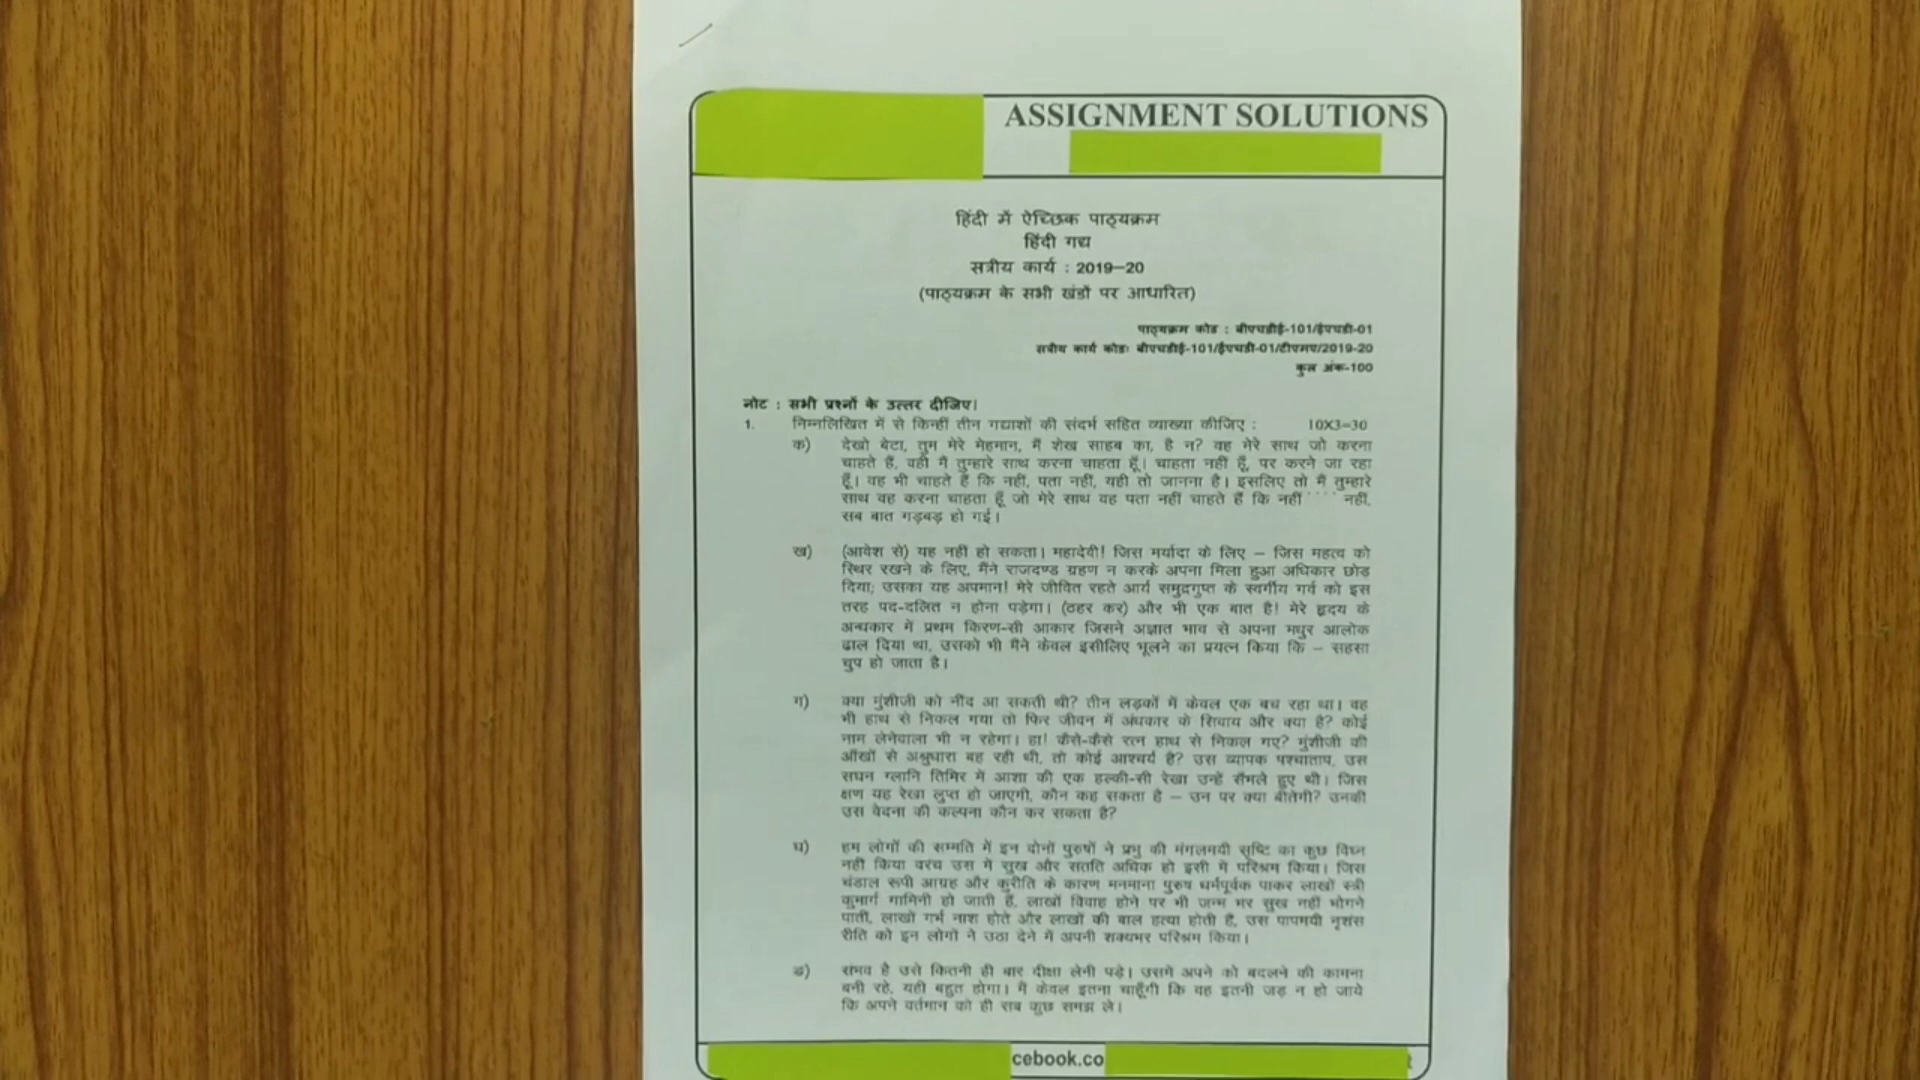 ASSIGNMENT SOLUTIONS
हिंदी में ऐच्छिक पाठ्यक्रम
हिंदी गद्य
सत्रीय कार्य : 2019–20
(पाठ्यक्रम के सभी खंडों पर आधारित)
पाठ्यक्रम कोड : बीएचडीई-101/ईएचडी-01
सत्रीय कार्य कोडः बीएचडीई-101/ईएचडी-01/टीएमए/2019-20
कुल अंक-100
नोट : सभी प्रश्नों के उत्तर दीजिए।
1. निम्नलिखित में से किन्हीं तीन गद्याशों की संदर्भ सहित व्याख्या कीजिए : 10X3=30
क) देखो बेटा, तुम मेरे मेहमान, मैं शेख साहब का, है न? वह मेरे साथ जो करना
चाहते हैं, वही मैं तुम्हारे साथ करना चाहता हूँ। चाहता नहीं हूँ, पर करने जा रहा
हूँ। वह भी चाहते हैं कि नहीं, पता नहीं, यही तो जानना है। इसलिए तो मैं तुम्हारे
साथ वह करना चाहता हूँ जो मेरे साथ वह पता नहीं चाहते हैं कि नहीं ˙˙˙˙ नहीं,
सब बात गड़बड़ हो गई।
ख) (आवेश से) यह नहीं हो सकता। महादेवी! जिस मर्यादा के लिए – जिस महत्व को
स्थिर रखने के लिए, मैंने राजदण्ड ग्रहण न करके अपना मिला हुआ अधिकार छोड़
दिया; उसका यह अपमान! मेरे जीवित रहते आर्य समुद्रगुप्त के स्वर्गीय गर्व को इस
तरह पद-दलित न होना पड़ेगा। (ठहर कर) और भी एक बात है! मेरे हृदय के
अन्धकार में प्रथम किरण-सी आकार जिसने अज्ञात भाव से अपना मधुर आलोक
ढाल दिया था, उसको भी मैंने केवल इसीलिए भूलने का प्रयत्न किया कि – सहसा
चुप हो जाता है।
ग) क्या मुंशीजी को नींद आ सकती थी? तीन लड़कों में केवल एक बच रहा था। वह
भी हाथ से निकल गया तो फिर जीवन में अंधकार के सिवाय और क्या है? कोई
नाम लेनेवाला भी न रहेगा। हा! कैसे-कैसे रत्न हाथ से निकल गए? मुंशीजी की
आँखों से अश्रुधारा बह रही थी, तो कोई आश्चर्य है? उस व्यापक पश्चाताप, उस
सघन ग्लानि तिमिर में आशा की एक हल्की-सी रेखा उन्हें सँभले हुए थी। जिस
क्षण यह रेखा लुप्त हो जाएगी, कौन कह सकता है – उन पर क्या बीतेगी? उनकी
उस वेदना की कल्पना कौन कर सकता है?
घ) हम लोगों की सम्मति में इन दोनों पुरुषों ने प्रभु की मंगलमयी सृष्टि का कुछ विघ्न
नहीं किया वरंच उस में सुख और संतति अधिक हो इसी में परिश्रम किया। जिस
चंडाल रूपी आग्रह और कुरीति के कारण मनमाना पुरुष धर्मपूर्वक पाकर लाखों स्त्री
कुमार्ग गामिनी हो जाती हैं, लाखों विवाह होने पर भी जन्म भर सुख नहीं भोगने
पातीं, लाखों गर्भ नाश होते और लाखों की बाल हत्या होती है, उस पापमयी नृशंस
रीति को इन लोगों ने उठा देने में अपनी शक्यभर परिश्रम किया।
ङ) संभव है उसे कितनी ही बार दीक्षा लेनी पड़े। उसमें अपने को बदलने की कामना
बनी रहे, यही बहुत होगा। मैं केवल इतना चाहूँगी कि वह इतनी जड़ न हो जाये
कि अपने वर्तमान को ही सब कुछ समझ ले।
cebook.co